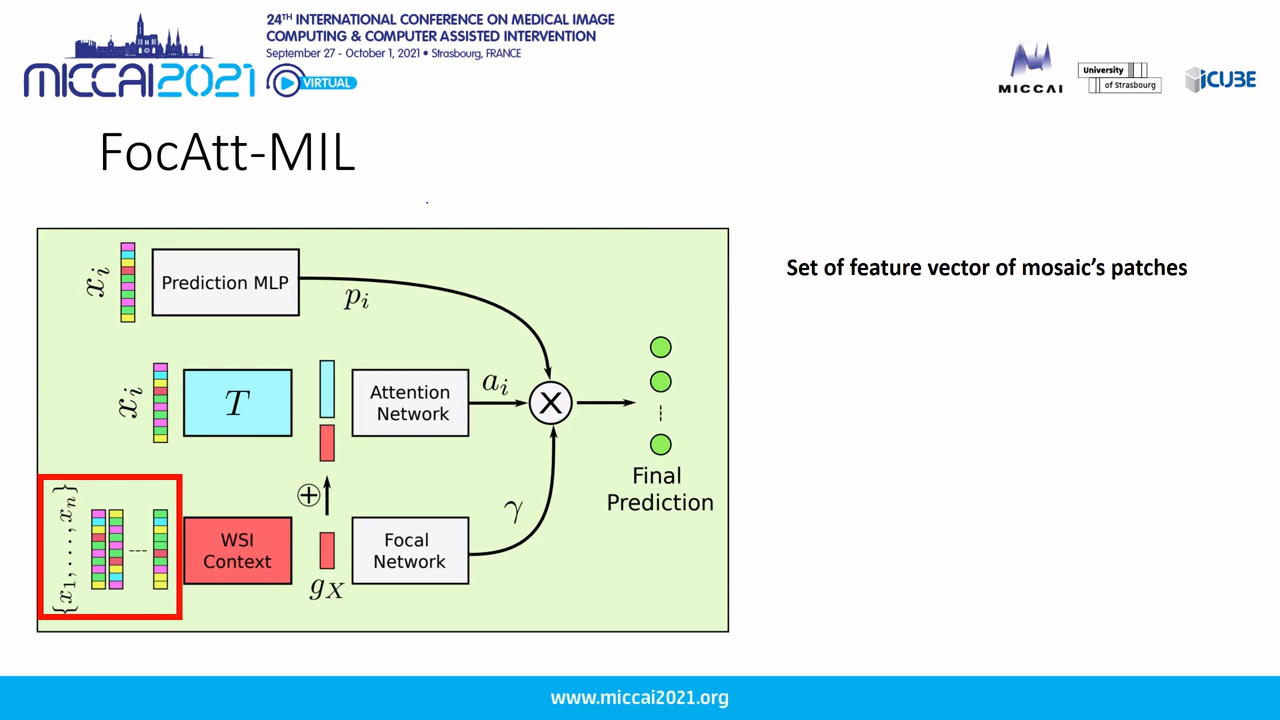 24TH INTERNATIONAL CONFERENCE ON MEDICAL IMAGE
COMPUTING & COMPUTER ASSISTED INTERVENTION
September 27 - October 1, 2021 • Strasbourg, FRANCE
MICCAI2021
VIRTUAL
MICCAI
University
of Strasbourg
iCUBE
FocAtt-MIL
x_i
Prediction MLP
p_i
Set of feature vector of mosaic’s patches
x_i
T
Attention
Network
a_i
X
Final
Prediction
{x_1, ..., x_n}
WSI
Context
⊕
g_X
Focal
Network
γ
www.miccai2021.org